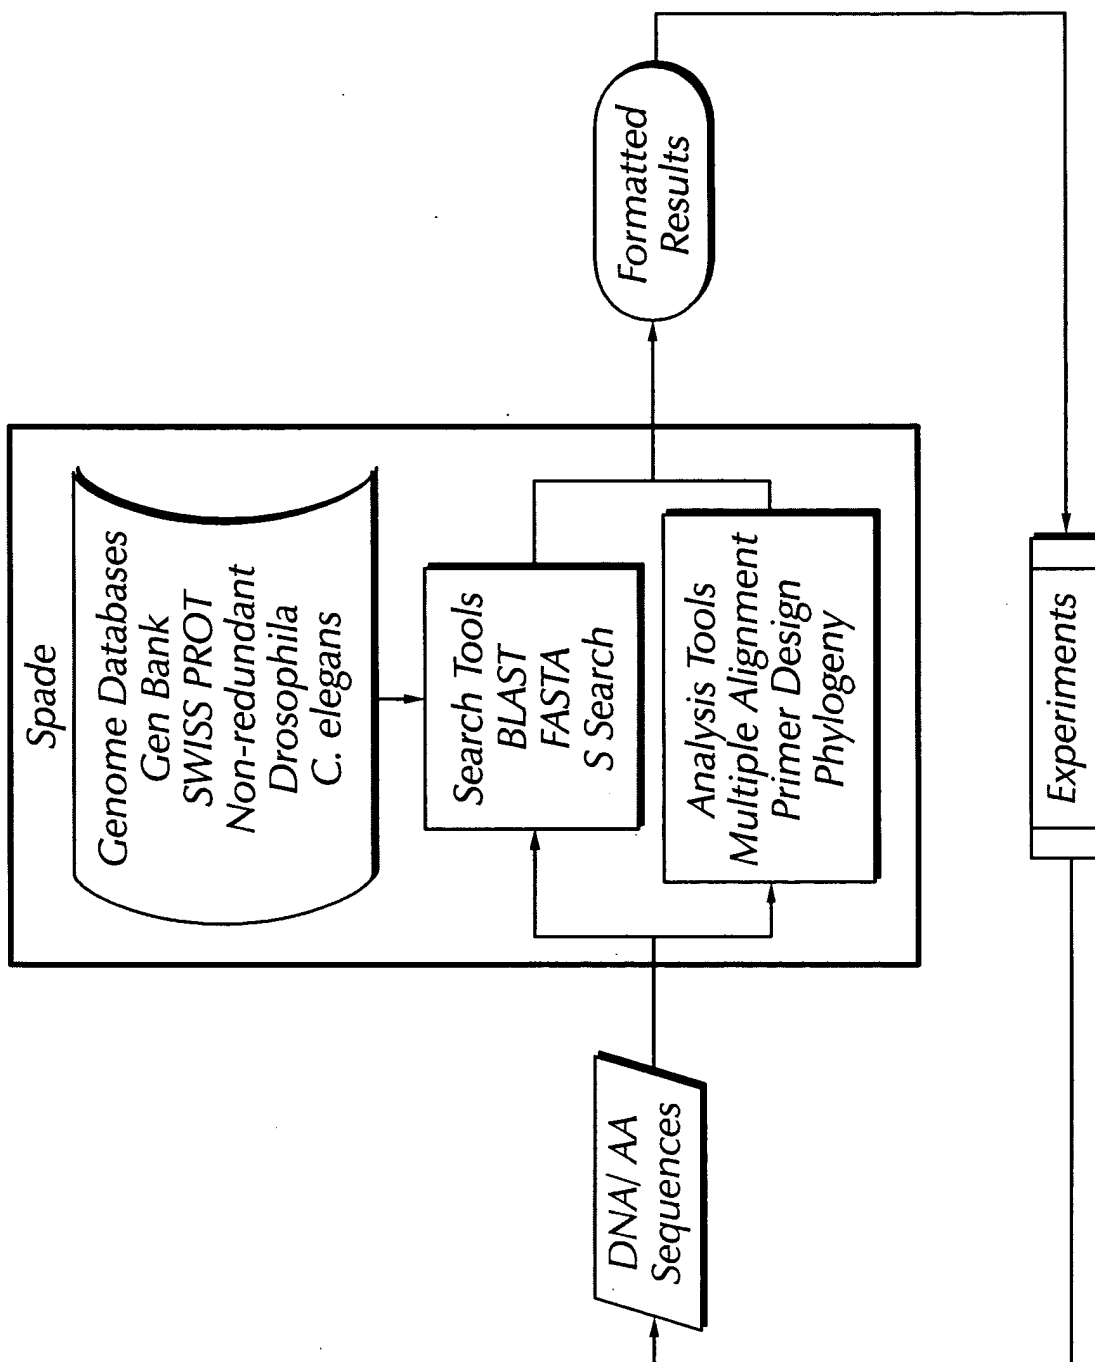 Spade
Genome Databases
Gen Bank
SWISS PROT
Non-redundant
Drosophila
C. elegans
DNA/ AA
Sequences
Search Tools
BLAST
FASTA
S Search
Analysis Tools
Multiple Alignment
Primer Design
Phylogeny
Formatted
Results
Experiments